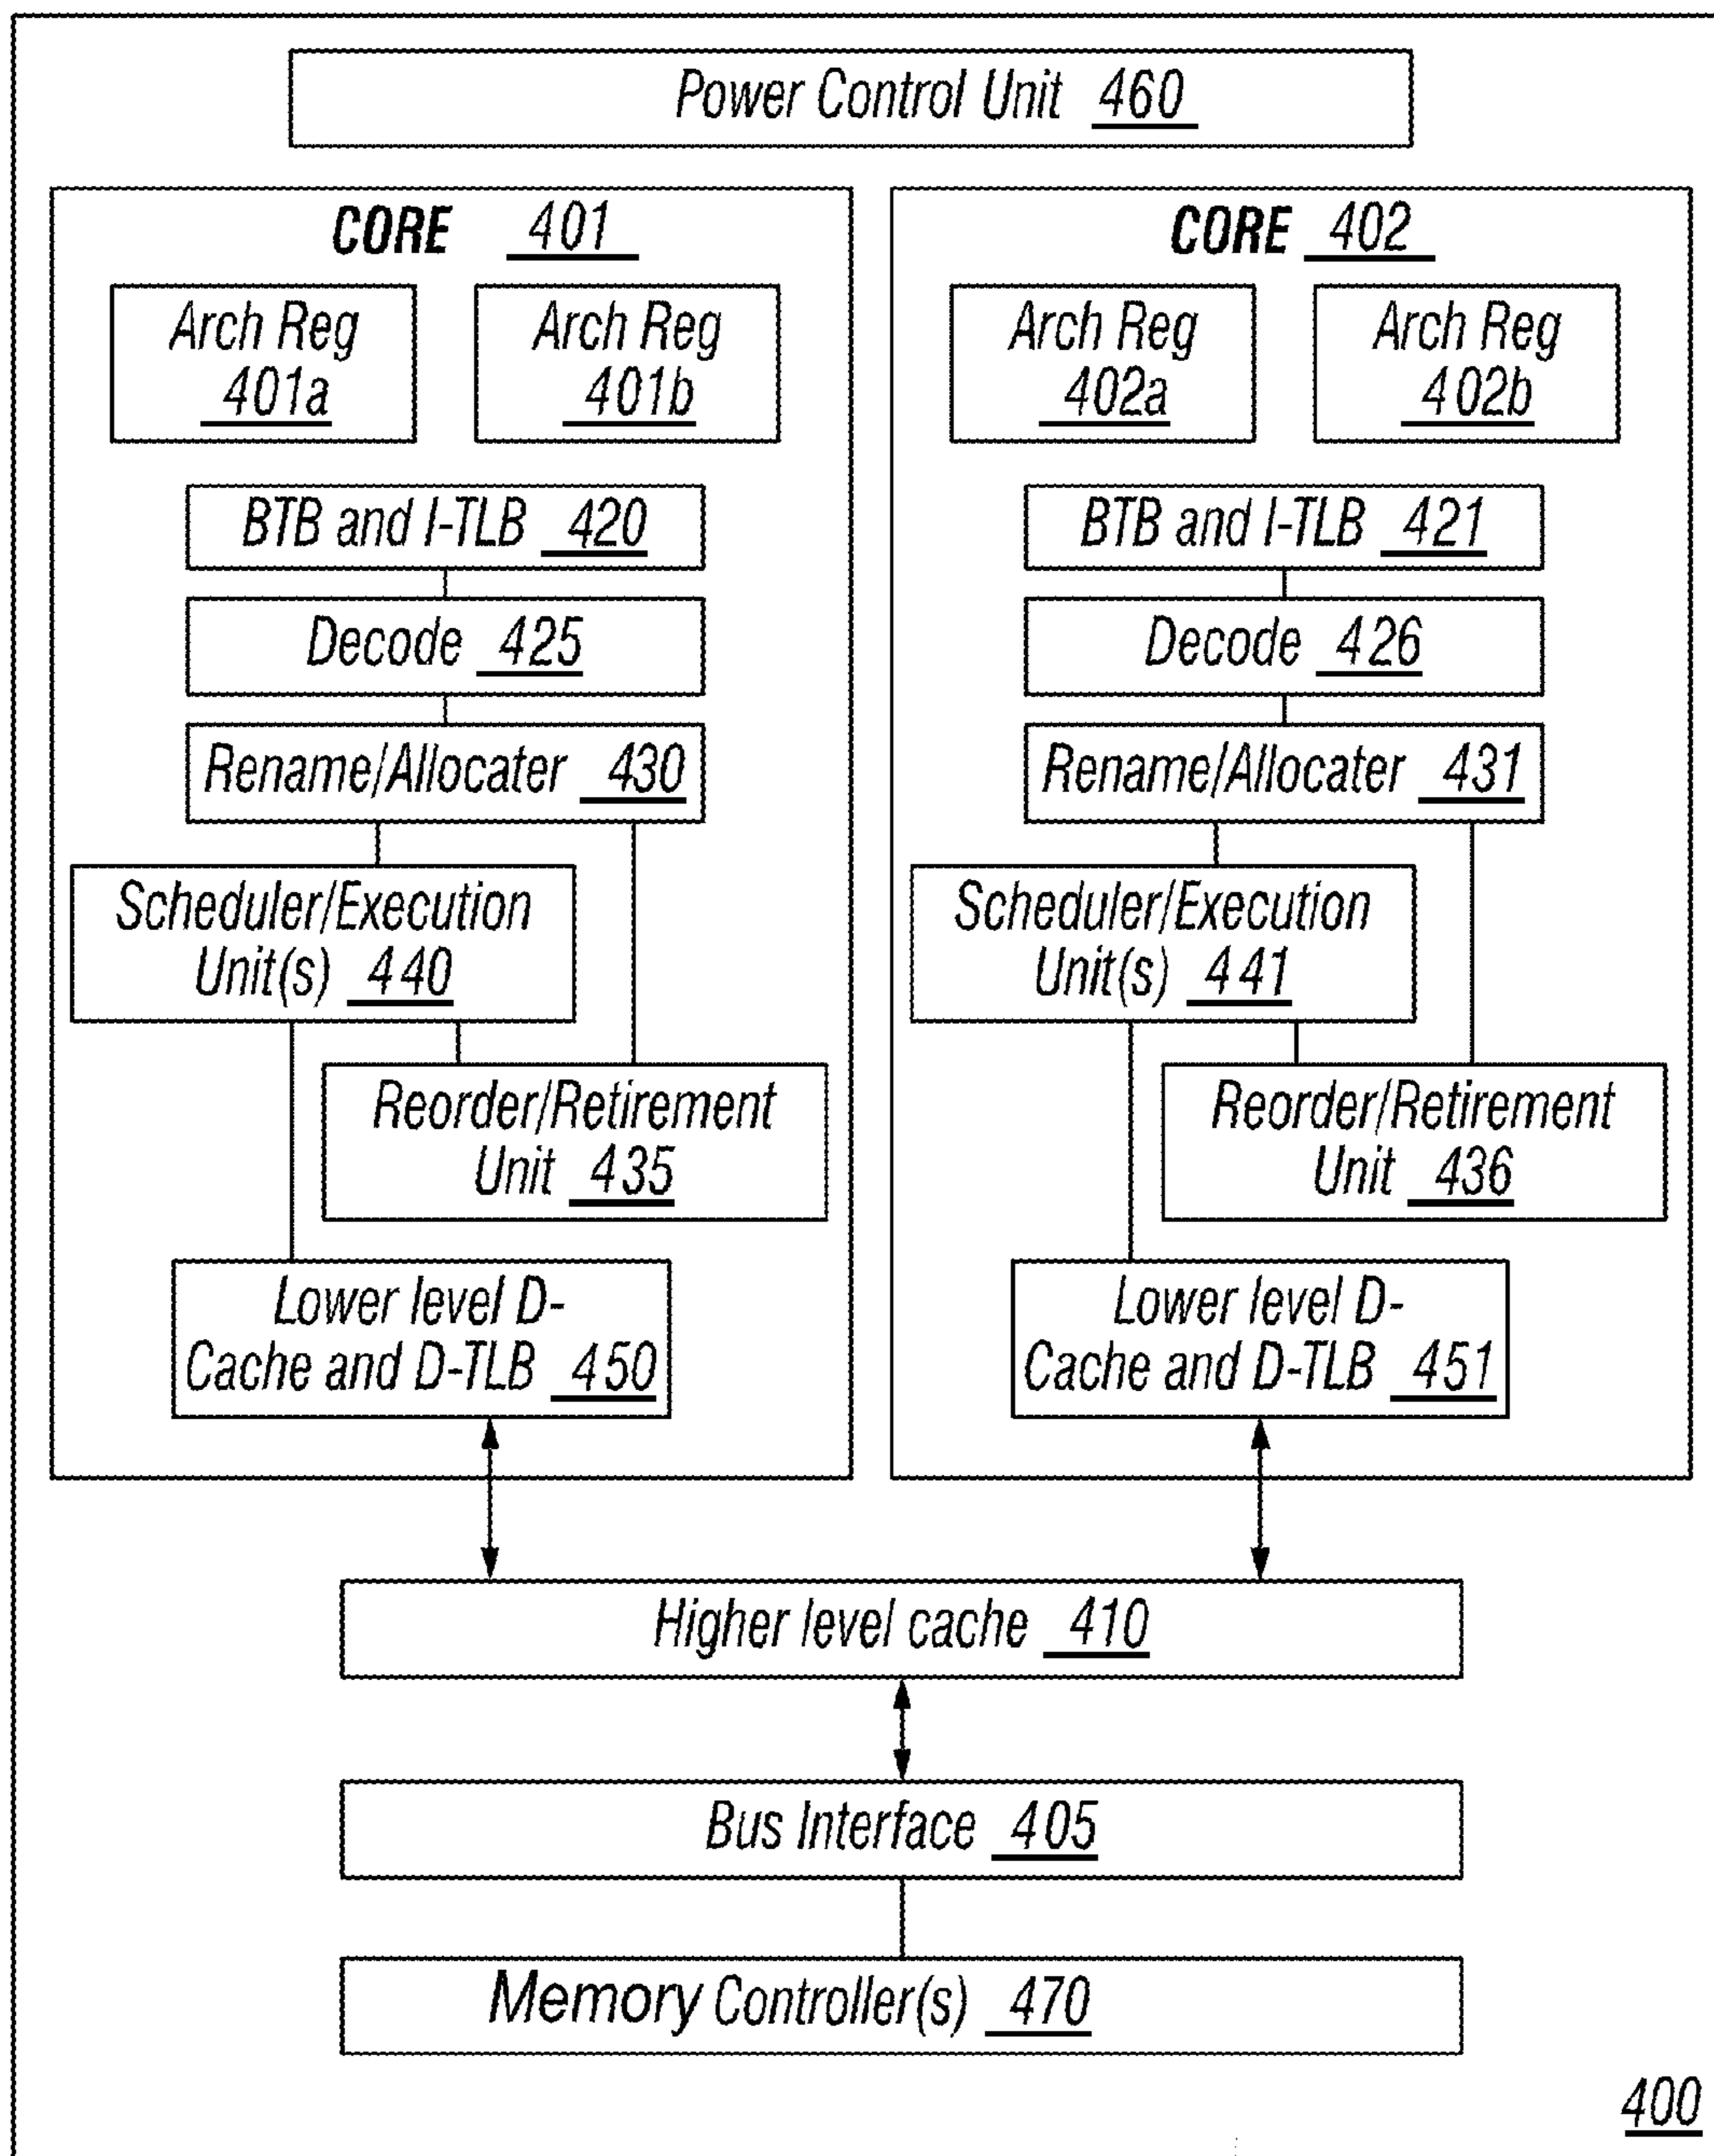 Power Control Unit 460
CORE 401
Arch Reg
401a
Arch Reg
401b
BTB and I-TLB 420
Decode 425
Rename/Allocater 430
Scheduler/Execution
Unit(s) 440
Reorder/Retirement
Unit 435
Lower level D-
Cache and D-TLB 450
CORE 402
Arch Reg
402a
Arch Reg
402b
BTB and I-TLB 421
Decode 426
Rename/Allocater 431
Scheduler/Execution
Unit(s) 441
Reorder/Retirement
Unit 436
Lower level D-
Cache and D-TLB 451
Higher level cache 410
Bus Interface 405
Memory Controller(s) 470
400